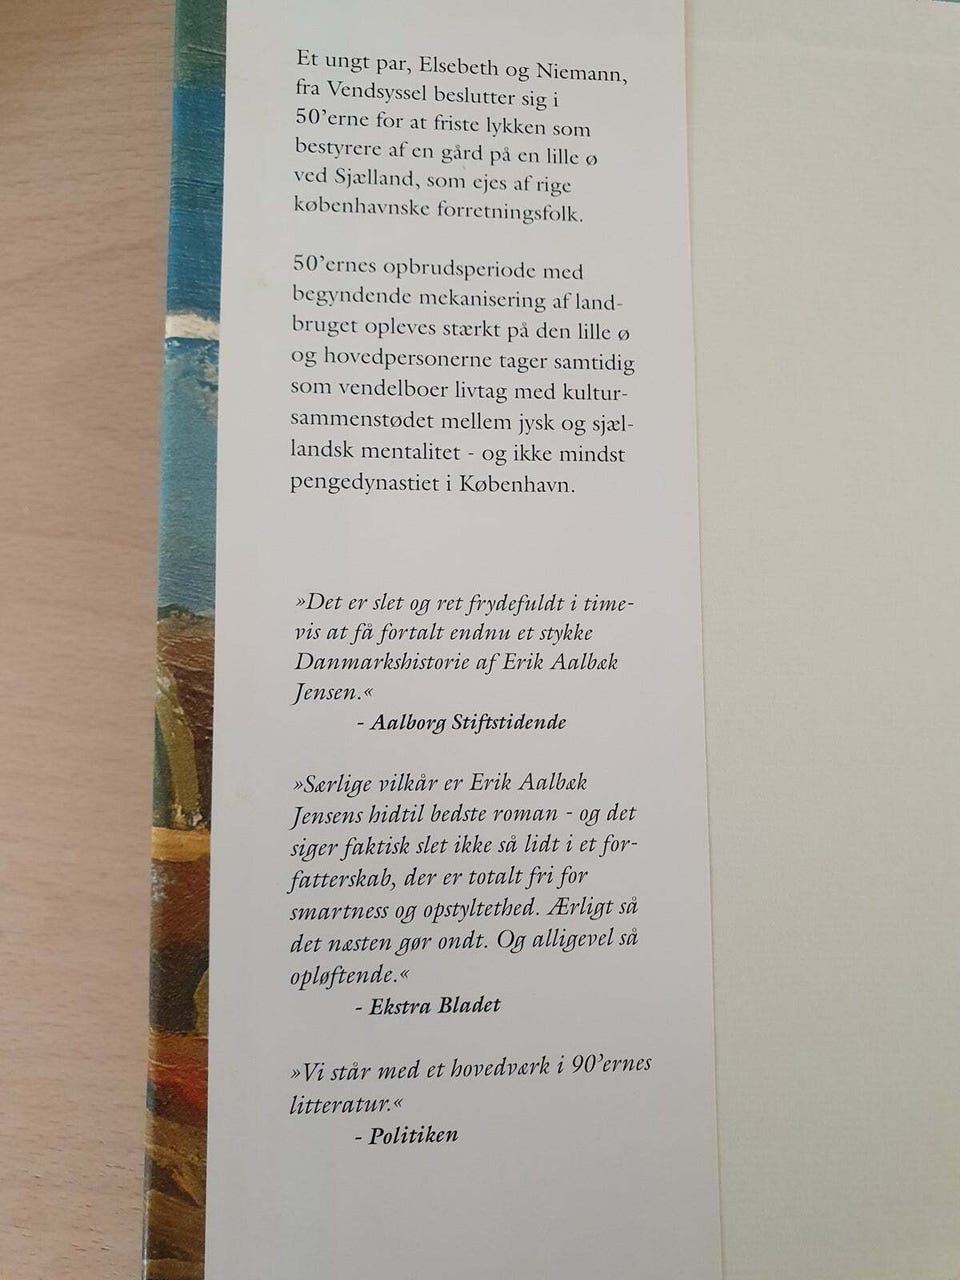 Et ungt par, Elsebeth og Niemann,
fra Vendsyssel beslutter sig i
50'erne for at friste lykken som
bestyrere af en gård på en lille ø
ved Sjælland, som ejes af rige
københavnske forretningsfolk.
50'ernes opbrudsperiode med
begyndende mekanisering af land-
bruget opleves stærkt på den lille ø
og hovedpersonerne tager samtidig
som vendelboer livtag med kultur-
sammenstødet mellem jysk og sjæl-
landsk mentalitet - og ikke mindst
pengedynastiet i København.
»Det er slet og ret frydefuldt i time-
vis at få fortalt endnu et stykke
Danmarkshistorie af Erik Aalbæk
Jensen.«
- Aalborg Stiftstidende
»Særlige vilkår er Erik Aalbæk
Jensens hidtil bedste roman - og det
siger faktisk slet ikke så lidt i et for-
fatterskab, der er totalt fri for
smartness og opstyltethed. Ærligt så
det næsten gør ondt. Og alligevel så
opløftende.«
- Ekstra Bladet
»Vi står med et hovedværk i 90'ernes
litteratur.«
- Politiken